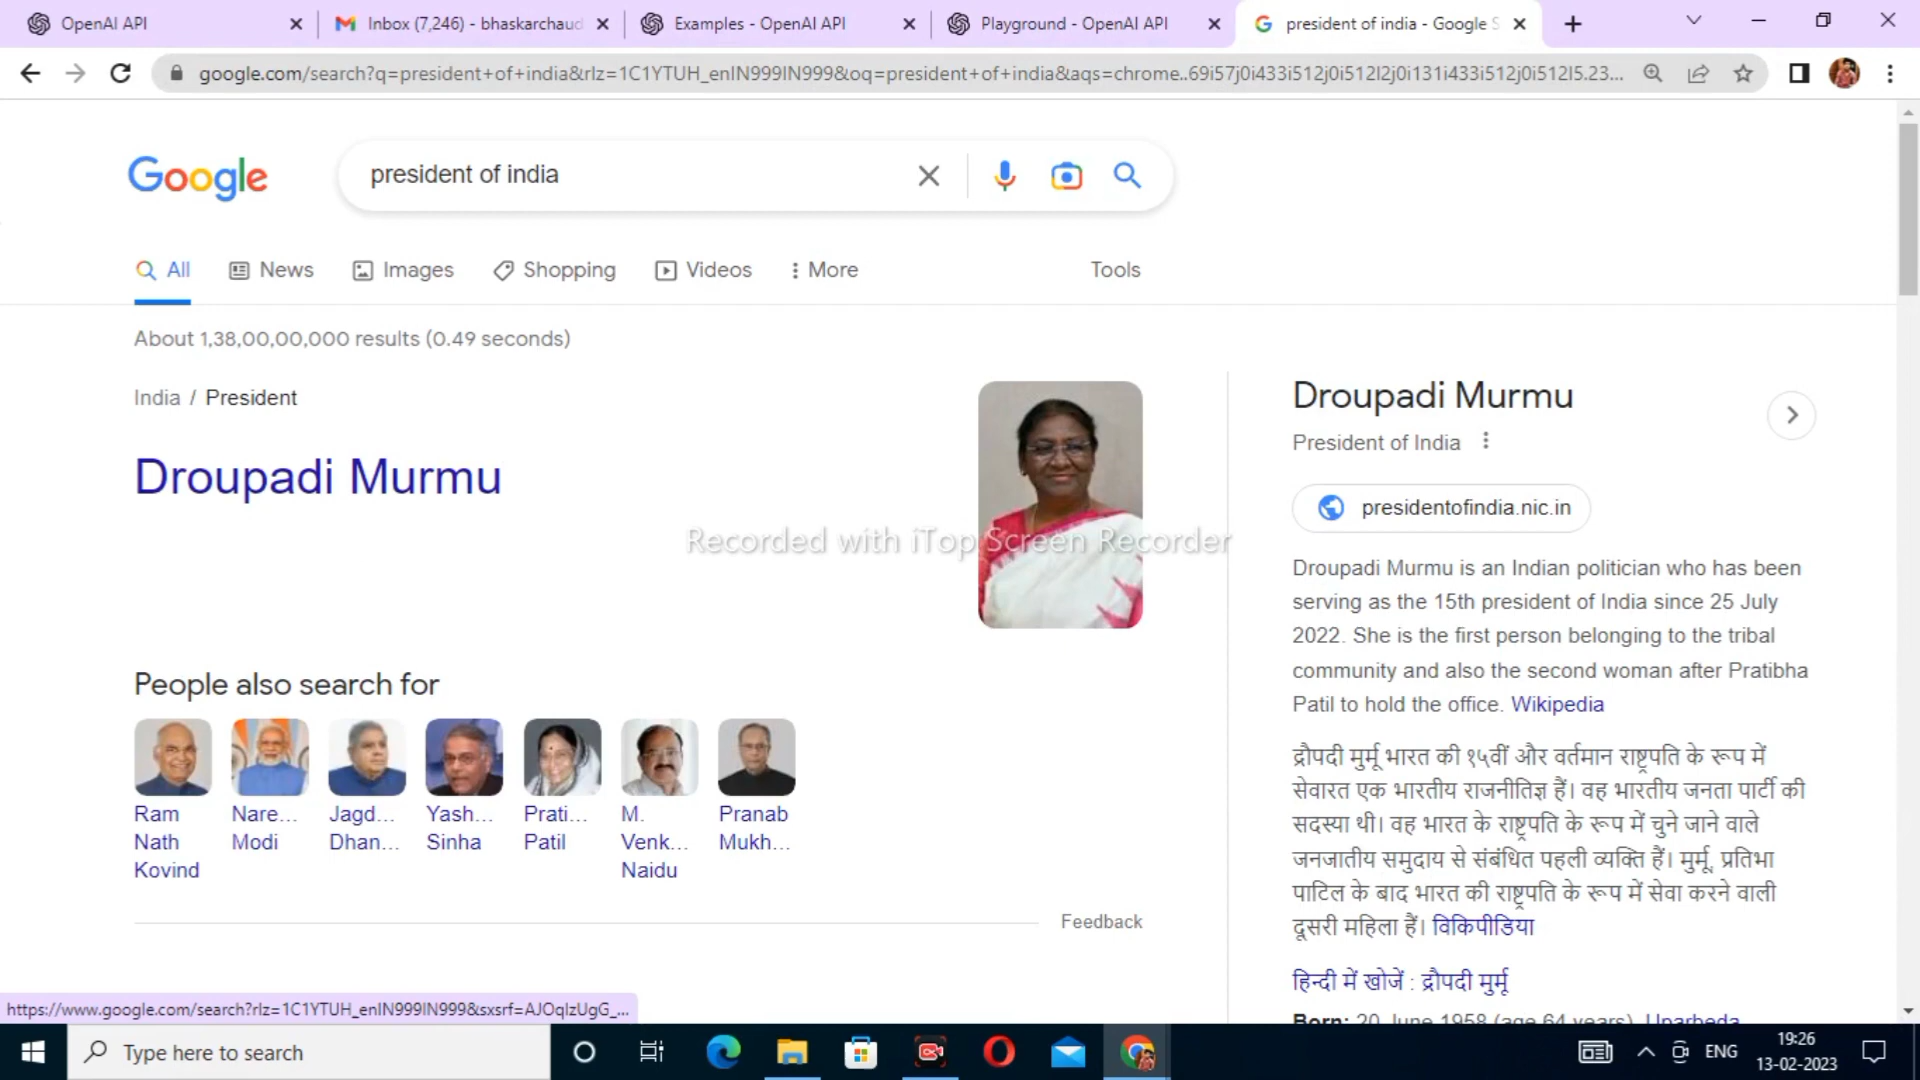 OpenAI API
Inbox (7,246) - bhaskarchaud
Examples - OpenAI API
Playground - OpenAI API
president of india - Google S
google.com/search?q=president+of+india&rlz=1C1YTUH_enIN999IN999&oq=president+of+india&aqs=chrome..69i57j0i433i512j0i512l2j0i131i433i512j0i512l5.23...
Google
president of india
All
News
Images
Shopping
Videos
More
Tools
About 1,38,00,00,000 results (0.49 seconds)
India / President
Droupadi Murmu
Recorded with iTop Screen Recorder
People also search for
Ram Nath Kovind
Nare... Modi
Jagd... Dhan...
Yash... Sinha
Prati... Patil
M. Venk... Naidu
Pranab Mukh...
Feedback
Droupadi Murmu
President of India
presidentofindia.nic.in
Droupadi Murmu is an Indian politician who has been
serving as the 15th president of India since 25 July
2022. She is the first person belonging to the tribal
community and also the second woman after Pratibha
Patil to hold the office. Wikipedia
द्रौपदी मुर्मू भारत की १५वीं और वर्तमान राष्ट्रपति के रूप में
सेवारत एक भारतीय राजनीतिज्ञ हैं। वह भारतीय जनता पार्टी की
सदस्या थी। वह भारत के राष्ट्रपति के रूप में चुने जाने वाले
जनजातीय समुदाय से संबंधित पहली व्यक्ति हैं। मुर्मू, प्रतिभा
पाटिल के बाद भारत की राष्ट्रपति के रूप में सेवा करने वाली
दूसरी महिला हैं। विकिपीडिया
हिन्दी में खोजें : द्रौपदी मुर्मू
Born: 20 June 1958 (age 64 years), Uparbeda
https://www.google.com/search?rlz=1C1YTUH_enIN999IN999&sxsrf=AJOqlzUgG_...
Type here to search
ENG
19:26
13-02-2023